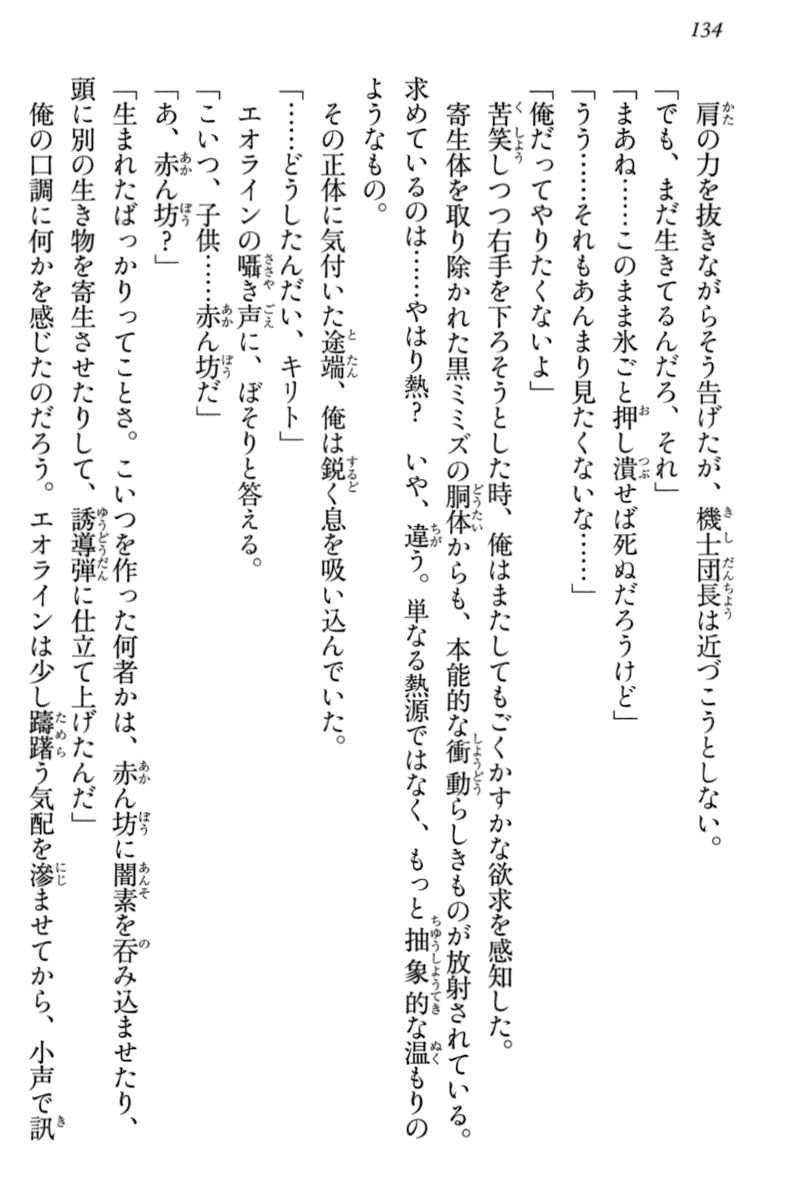 134
肩の力を抜きながらそう告げたが、機士団長は近づこうとしない。
「でも、まだ生きてるんだろ、それ」
「まあね……このまま氷ごと押し潰せば死ぬだろうけど」
「うう……それもあんまり見たくないな……」
「俺だってやりたくないよ」
苦笑しつつ右手を下ろそうとした時、俺はまたしてもごくかすかな欲求を感知した。
寄生体を取り除かれた黒ミミズの胴体からも、本能的な衝動らしきものが放射されている。
求めているのは……やはり熱？　いや、違う。単なる熱源ではなく、もっと抽象的な温もりの
ようなもの。
その正体に気付いた途端、俺は鋭く息を吸い込んでいた。
「……どうしたんだい、キリト」
エオラインの囁き声に、ぼそりと答える。
「こいつ、子供……赤ん坊だ」
「あ、赤ん坊？」
「生まれたばっかりってことさ。こいつを作った何者かは、赤ん坊に闇素を呑み込ませたり、
頭に別の生き物を寄生させたりして、誘導弾に仕立て上げたんだ」
俺の口調に何かを感じたのだろう。エオラインは少し躊躇う気配を滲ませてから、小声で訊